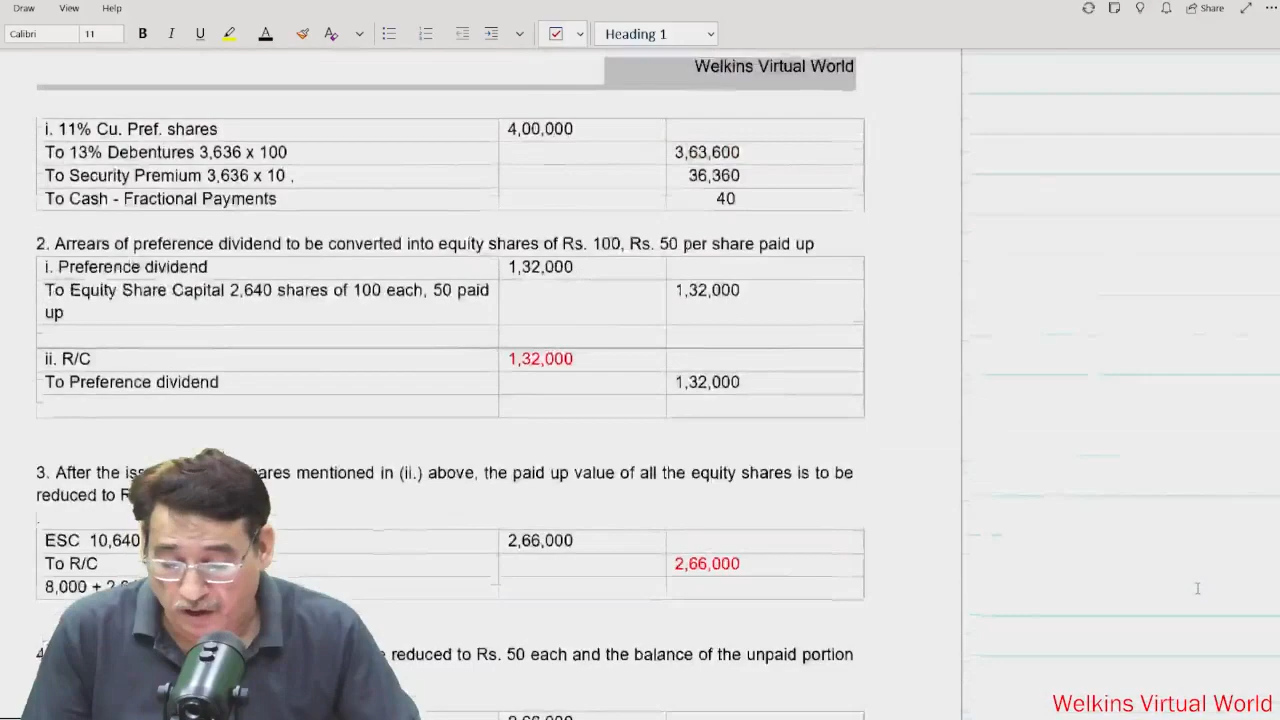 Draw View Help Share
Calibri 11 B I U A A Heading 1
Welkins Virtual World
i. 11% Cu. Pref. shares 4,00,000
To 13% Debentures 3,636 x 100 3,63,600
To Security Premium 3,636 x 10 . 36,360
To Cash - Fractional Payments 40
2. Arrears of preference dividend to be converted into equity shares of Rs. 100, Rs. 50 per share paid up
i. Preference dividend 1,32,000
To Equity Share Capital 2,640 shares of 100 each, 50 paid 1,32,000
up
ii. R/C 1,32,000
To Preference dividend 1,32,000
3. After the mentioned in (ii.) above, the paid up value of all the equity shares is to be
reduced to
ESC 10,640 2,66,000
To R/C 2,66,000
8,000 +
reduced to Rs. 50 each and the balance of the unpaid portion
Welkins Virtual World